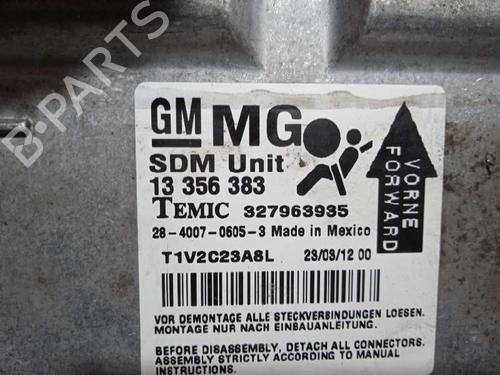 GM MG
SDM Unit
13 356 383
TEMIC 327963935
28-4007-0605-3 Made in Mexico
T1V2C23A8L 23/03/12 00
VORNE
FORWARD
VOR DEMONTAGE ALLE STECKVERBINDUNGEN LOESEN.
MONTAGE NUR NACH EINBAUANLEITUNG.
BEFORE DISASSEMBLY, DETACH ALL CONNECTORS.
ASSEMBLY STRICTLY ACCORDING TO MANUAL
INSTRUCTIONS.
B-PARTS